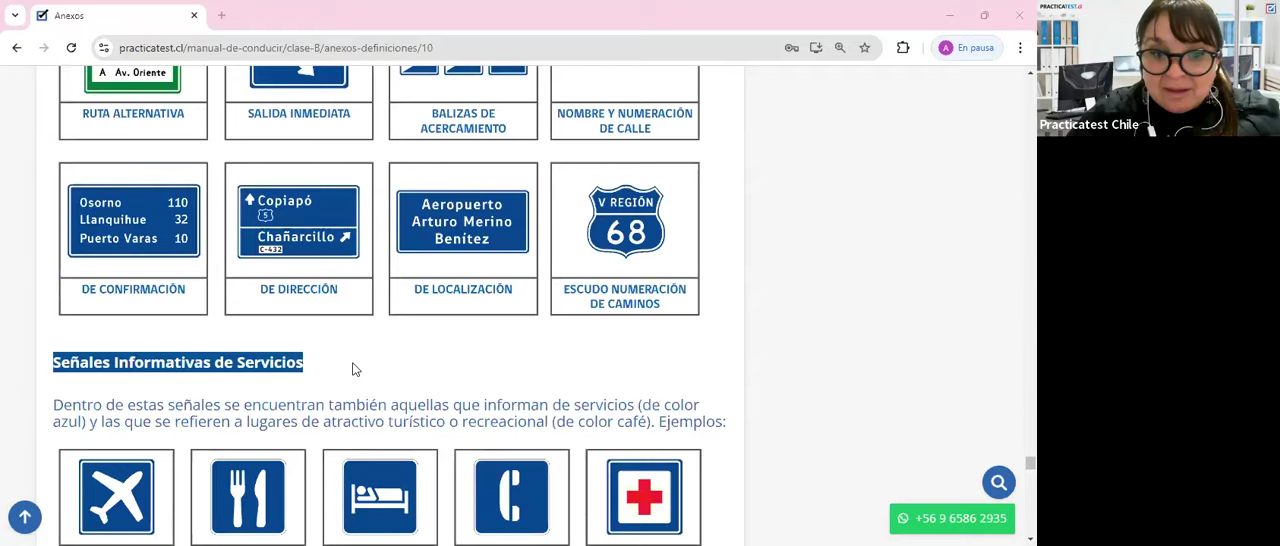 Anexos
practicatest.cl/manual-de-conducir/clase-B/anexos-definiciones/10
A
En pausa
PRACTICATEST.cl
Practicatest Chile
A Av. Oriente
RUTA ALTERNATIVA
SALIDA INMEDIATA
BALIZAS DE
ACERCAMIENTO
NOMBRE Y NUMERACIÓN
DE CALLE
Osorno 110
Llanquihue 32
Puerto Varas 10
DE CONFIRMACIÓN
Copiapó
5
Chañarcillo
C-432
DE DIRECCIÓN
Aeropuerto
Arturo Merino
Benítez
DE LOCALIZACIÓN
V REGIÓN
68
ESCUDO NUMERACIÓN
DE CAMINOS
Señales Informativas de Servicios
Dentro de estas señales se encuentran también aquellas que informan de servicios (de color
azul) y las que se refieren a lugares de atractivo turístico o recreacional (de color café). Ejemplos:
+56 9 6586 2935